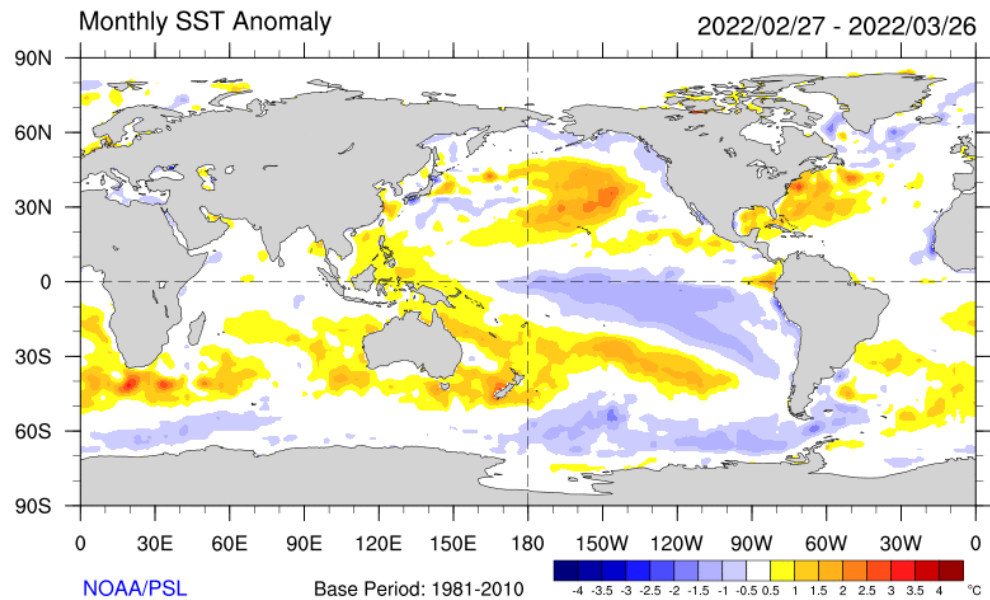 Monthly SST Anomaly 2022/02/27 - 2022/03/26
90N
60N
30N
0
30S
60S
90S
0 30E 60E 90E 120E 150E 180 150W 120W 90W 60W 30W 0
NOAA/PSL Base Period: 1981-2010
-4 -3.5 -3 -2.5 -2 -1.5 -1 -0.5 0.5 1 1.5 2 2.5 3 3.5 4 °C